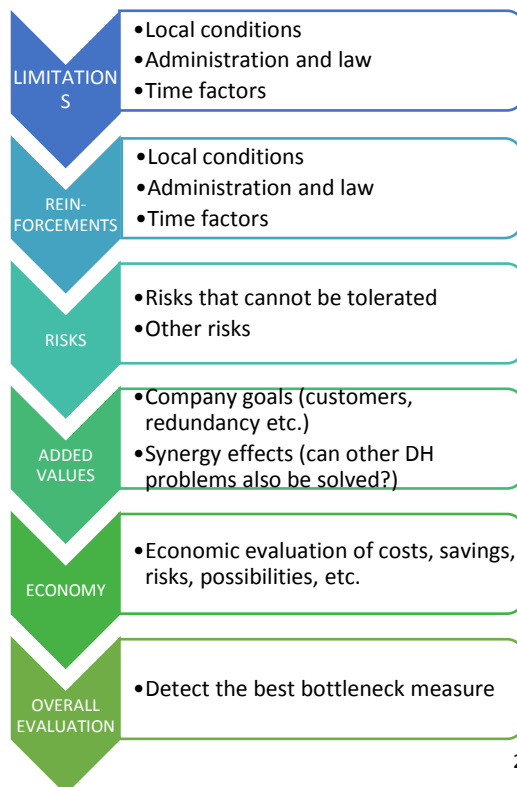 LIMITATION
S
•Local conditions
•Administration and law
•Time factors
REIN-
FORCEMENTS
•Local conditions
•Administration and law
•Time factors
RISKS
•Risks that cannot be tolerated
•Other risks
ADDED
VALUES
•Company goals (customers,
redundancy etc.)
•Synergy effects (can other DH
problems also be solved?)
ECONOMY
•Economic evaluation of costs, savings,
risks, possibilities, etc.
OVERALL
EVALUATION
•Detect the best bottleneck measure
2